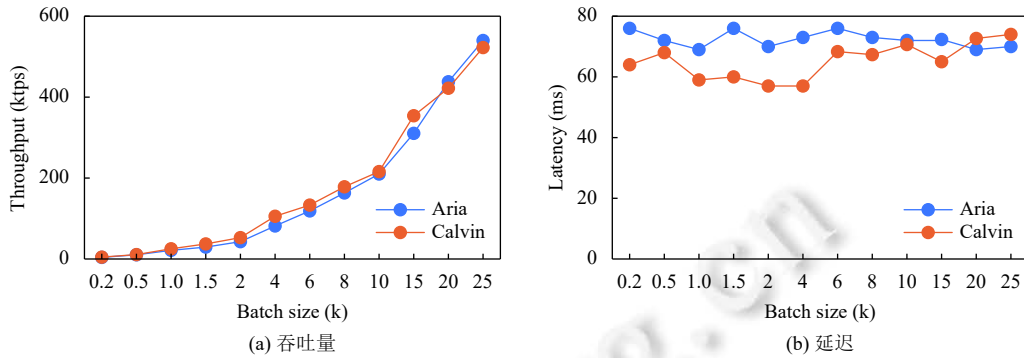 600
400
200
0
Throughput (ktps)
Aria
Calvin
0.2 0.5 1.0 1.5 2 4 6 8 10 15 20 25
Batch size (k)
(a) 吞吐量
80
60
40
20
0
Latency (ms)
Aria
Calvin
0.2 0.5 1.0 1.5 2 4 6 8 10 15 20 25
Batch size (k)
(b) 延迟